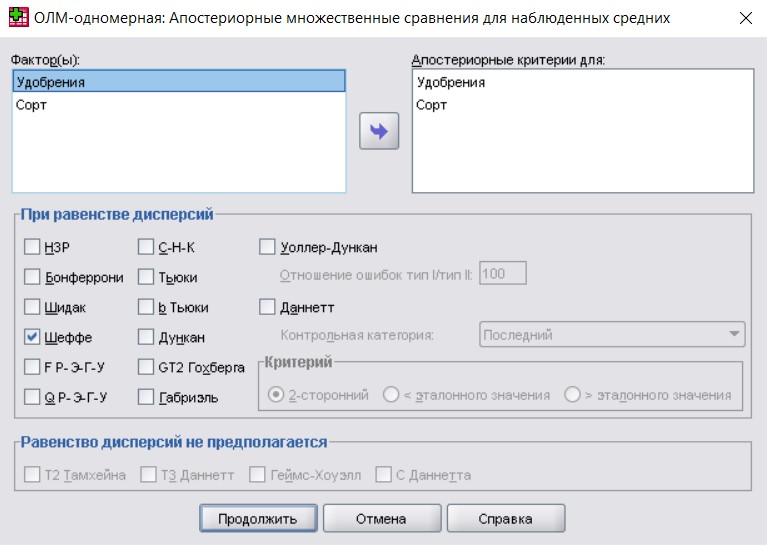 ОЛМ-одномерная: Апостериорные множественные сравнения для наблюденных средних
Фактор(ы):
Удобрения
Сорт
Апостериорные критерии для:
Удобрения
Сорт
При равенстве дисперсий
НЗР
С-Н-К
Уоллер-Дункан
Бонферрони
Тьюки
Отношение ошибок тип I/тип II:
100
Шидак
b Тьюки
Даннетт
Шеффе
Дункан
Контрольная категория:
Последний
F Р-Э-Г-У
GT2 Гохберга
Q Р-Э-Г-У
Габриэль
Критерий
2-сторонний
< эталонного значения
> эталонного значения
Равенство дисперсий не предполагается
Т2 Тамхейна
Т3 Даннетт
Геймс-Хоуэлл
С Даннетта
Продолжить
Отмена
Справка